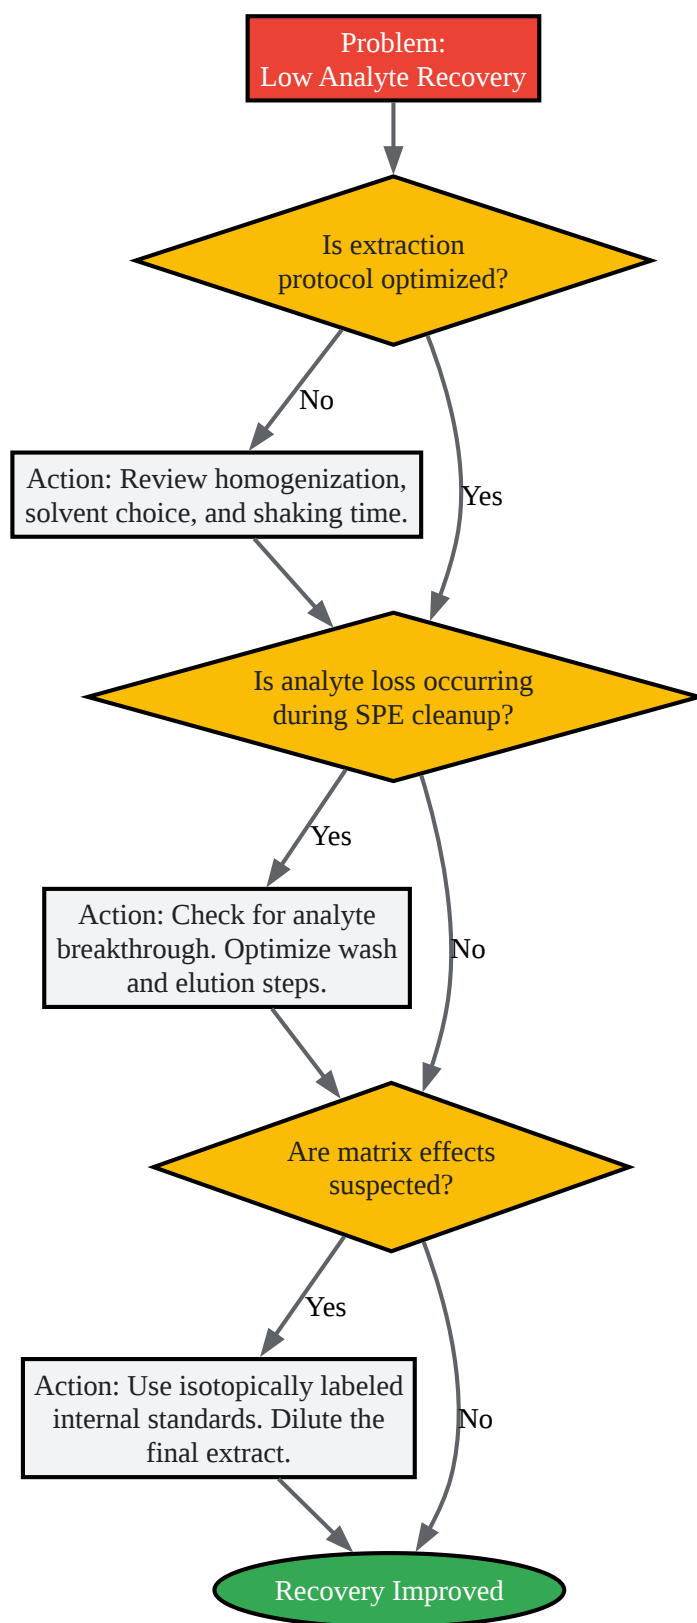 Problem:
Low Analyte Recovery
Is extraction
protocol optimized?
No
Action: Review homogenization,
solvent choice, and shaking time.
Yes
Is analyte loss occurring
during SPE cleanup?
Yes
Action: Check for analyte
breakthrough. Optimize wash
and elution steps.
No
Are matrix effects
suspected?
Yes
Action: Use isotopically labeled
internal standards. Dilute the
final extract.
No
Recovery Improved